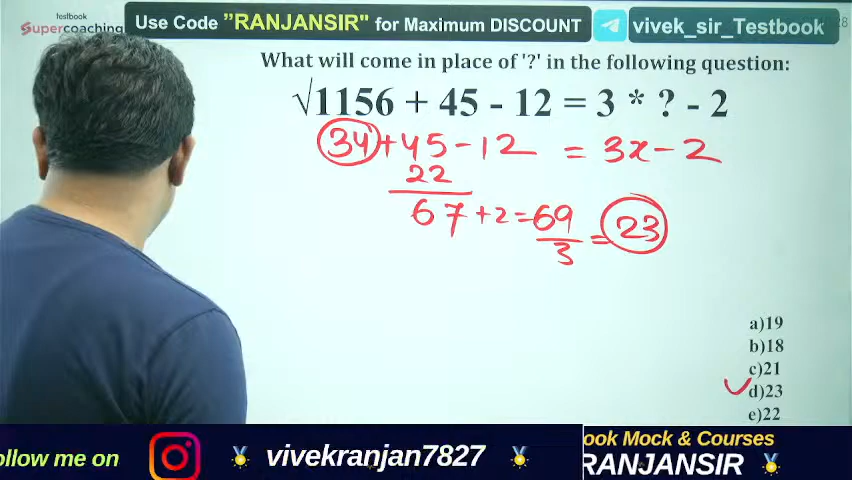 testbook
Supercoaching
Use Code "RANJANSIR" for Maximum DISCOUNT
vivek_sir_Testbook
What will come in place of '?' in the following question:
√1156 + 45 - 12 = 3 * ? - 2
34 + 45 - 12 = 3x - 2
22
67 + 2 = 69
3
= 23
a)19
b)18
c)21
d)23
e)22
ollow me on
vivekranjan7827
ook Mock & Courses
RANJANSIR